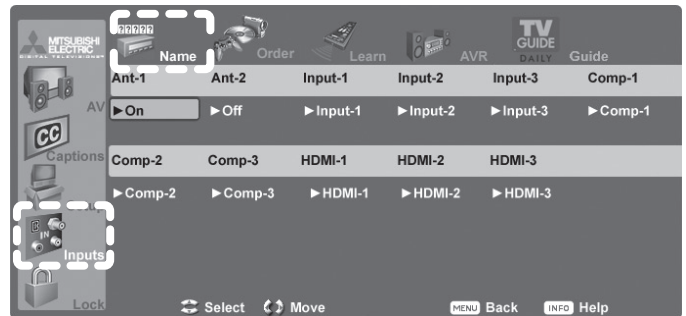 MITSUBISHI
ELECTRIC
DIGITAL TELEVISIONS
Name
Order
Learn
AVR
TV
GUIDE
DAILY
Guide
AV
Captions
Inputs
Lock
Ant-1 Ant-2 Input-1 Input-2 Input-3 Comp-1
►On ►Off ►Input-1 ►Input-2 ►Input-3 ►Comp-1
Comp-2 Comp-3 HDMI-1 HDMI-2 HDMI-3
►Comp-2 ►Comp-3 ►HDMI-1 ►HDMI-2 ►HDMI-3
CC
IN
Select Move MENU Back INFO Help